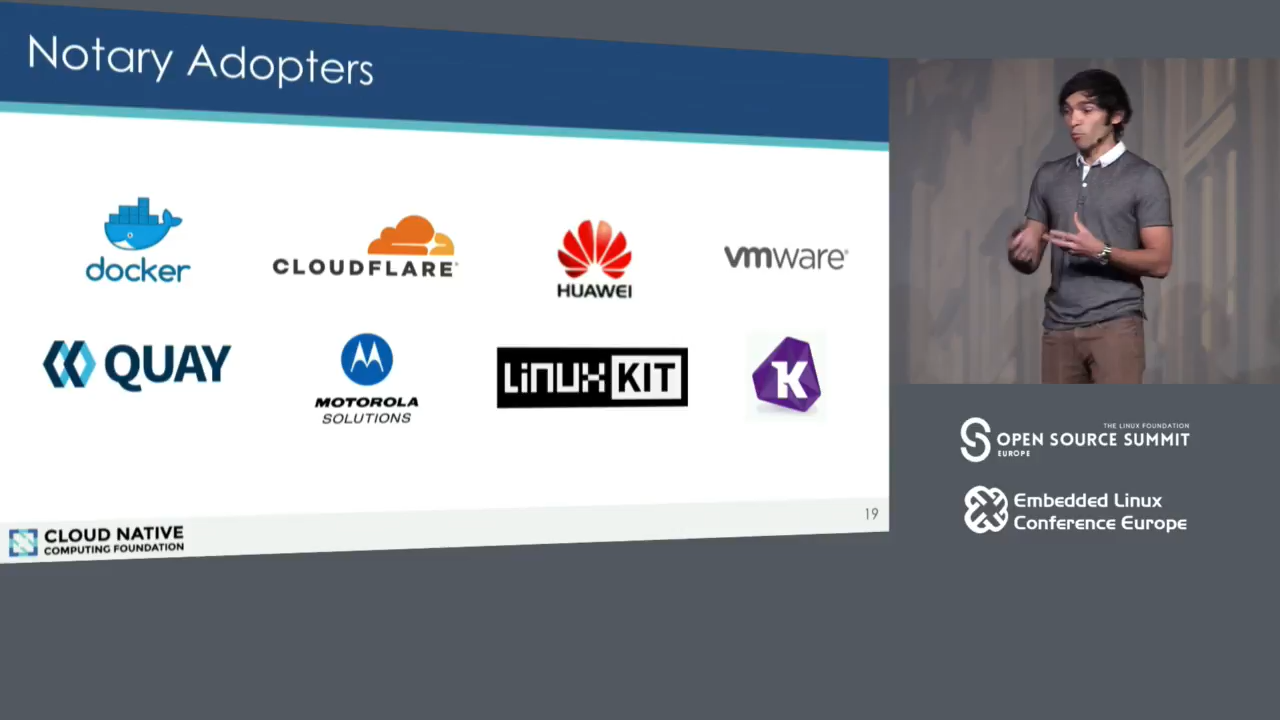 Notary Adopters
docker
CLOUDFLARE
HUAWEI
vmware
QUAY
MOTOROLA
SOLUTIONS
LiNUX KIT
K
CLOUD NATIVE
COMPUTING FOUNDATION
19
THE LINUX FOUNDATION
OPEN SOURCE SUMMIT
EUROPE
Embedded Linux
Conference Europe